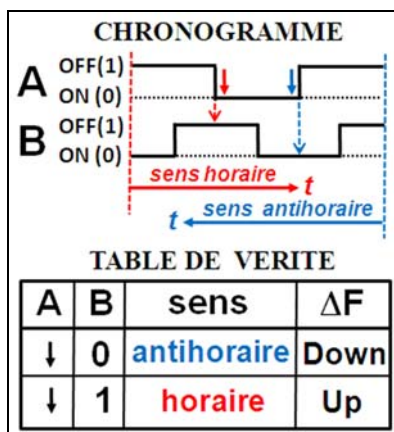 CHRONOGRAMME
A OFF(1)
ON (0)
B OFF(1)
ON (0)
sens horaire t
t sens antihoraire
TABLE DE VERITE
A B sens ΔF
↓ 0 antihoraire Down
↓ 1 horaire Up